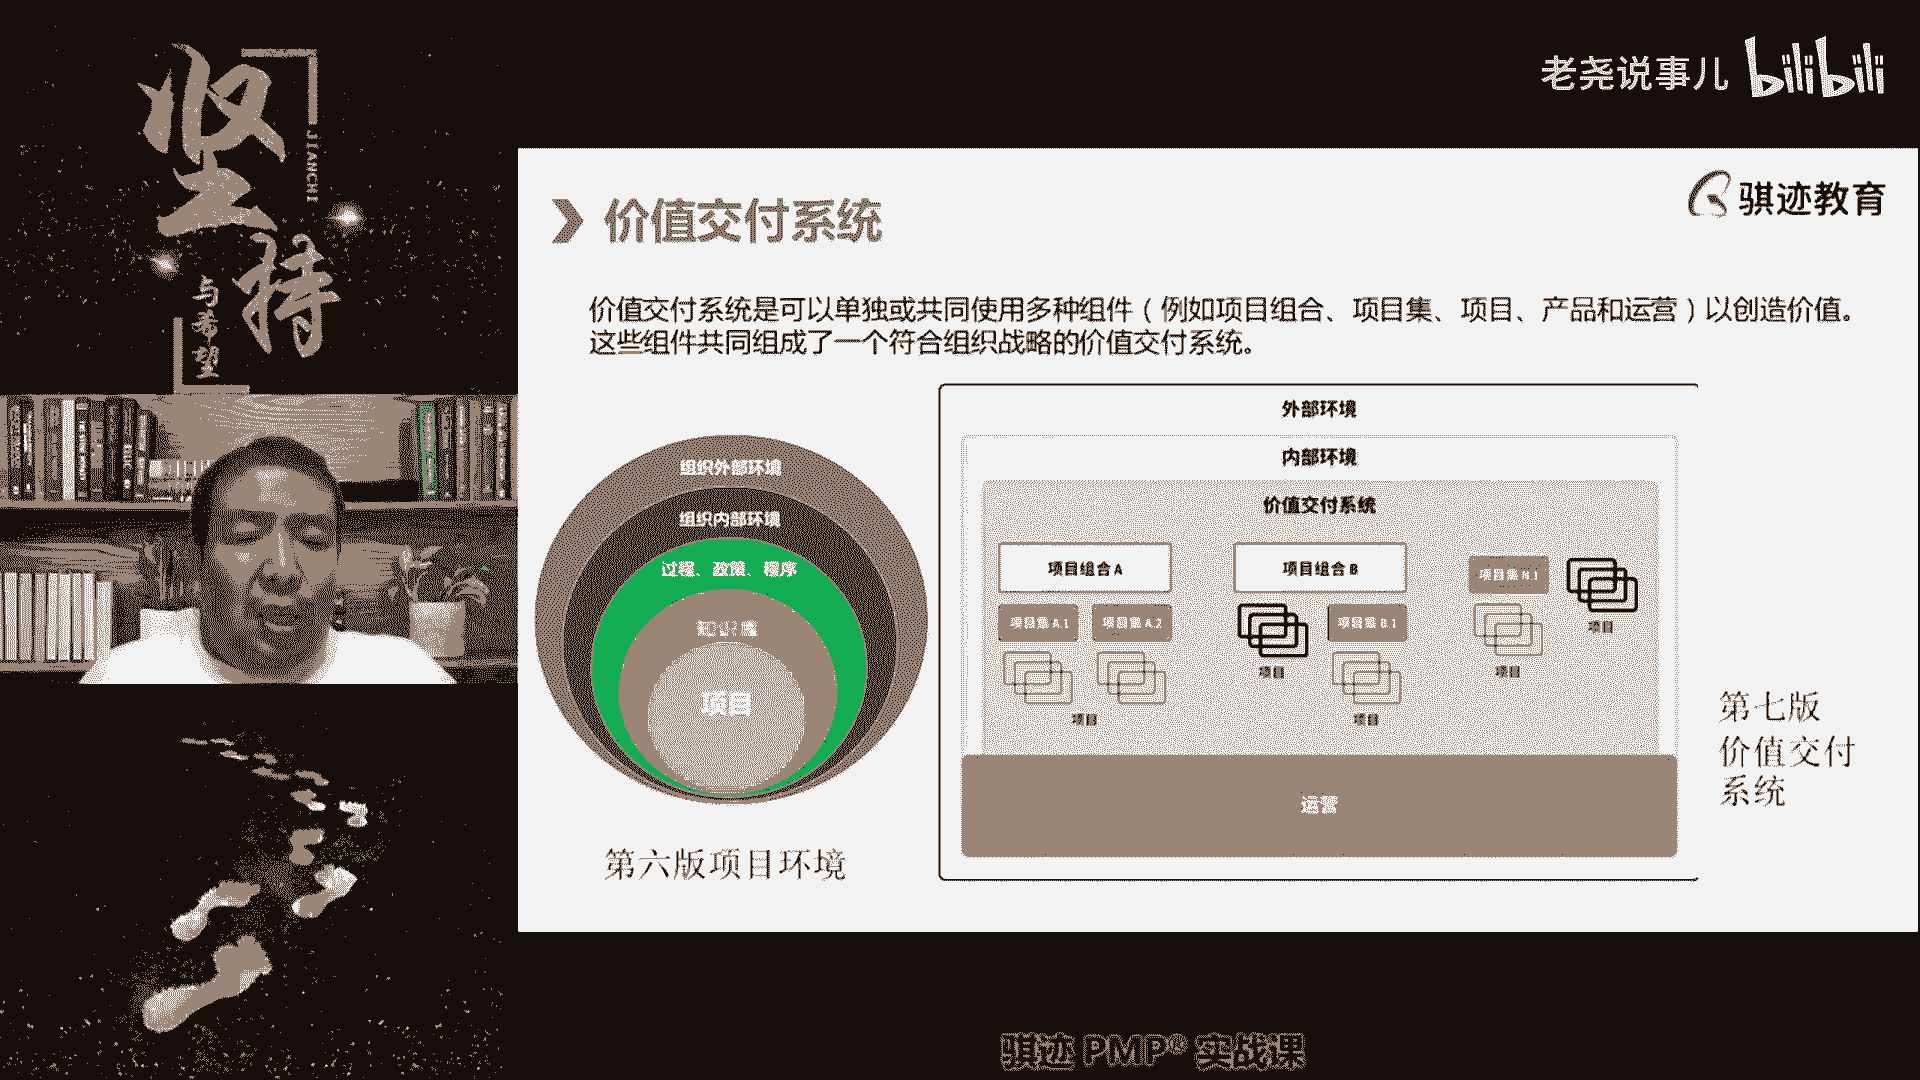 坚持
JIANCHI
与希望
老尧说事儿 bilibili
骐迹教育
价值交付系统
价值交付系统是可以单独或共同使用多种组件（例如项目组合、项目集、项目、产品和运营）以创造价值。
这些组件共同组成了一个符合组织战略的价值交付系统。
组织外部环境
组织内部环境
过程、政策、程序
知识库
项目
第六版项目环境
外部环境
内部环境
价值交付系统
项目组合 A
项目组合 B
项目集 N.1
项目
项目集 A.1
项目集 A.2
项目集 B.1
项目
项目
项目
项目
运营
第七版
价值交付
系统
骐迹 PMP® 实战课